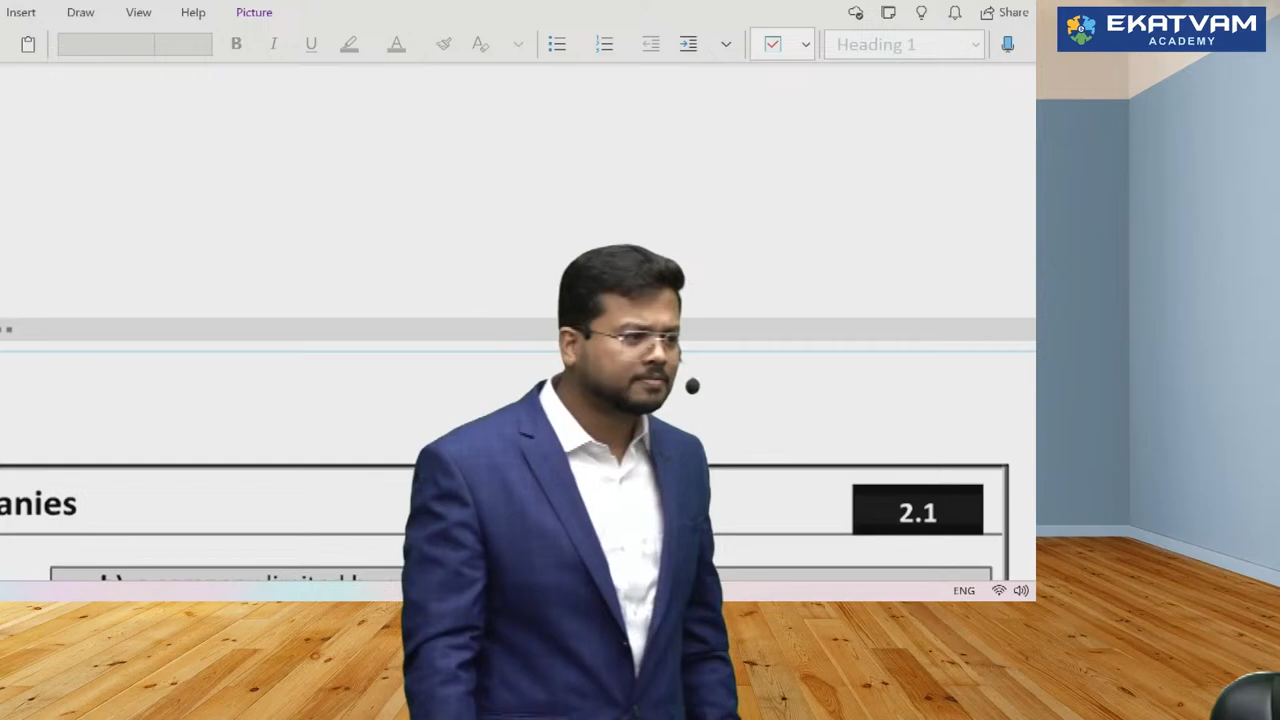 Insert Draw View Help Picture
Share
EKATVAM
ACADEMY
B I U A A Heading 1
anies
2.1
ENG